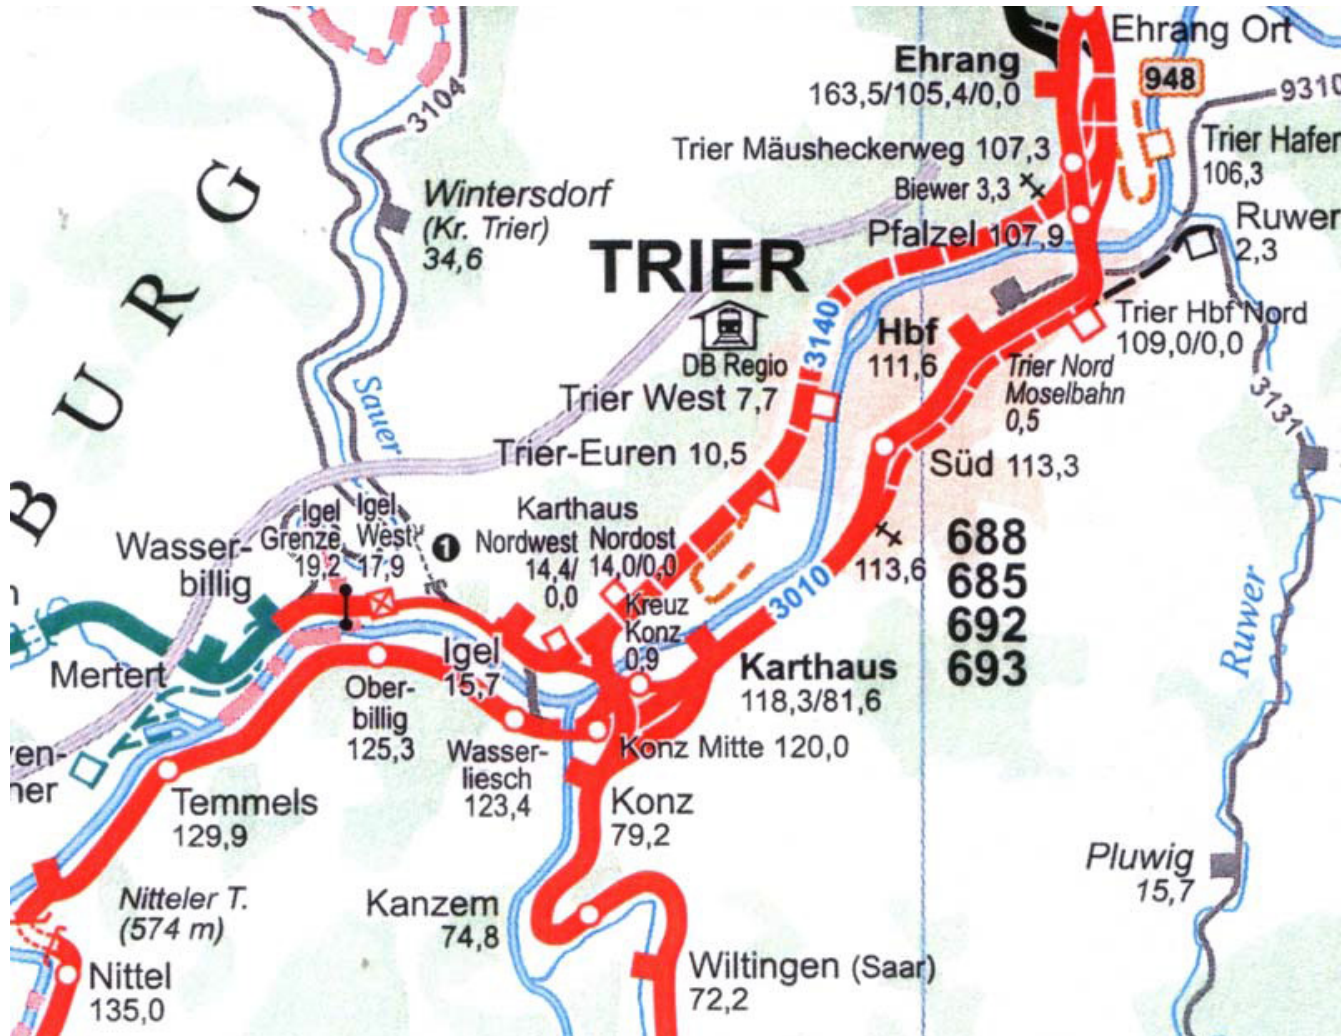 Ehrang Ort
Ehrang
163,5/105,4/0,0
948
9310
3104
Trier Mäusheckerweg 107,3
Trier Hafen
106,3
Biewer 3,3
Wintersdorf
(Kr. Trier)
34,6
TRIER
Pfalzel 107,9
Ruwer
2,3
BURG
3140
Hbf
111,6
Trier Hbf Nord
109,0/0,0
DB Regio
Trier Nord
Moselbahn
0,5
Sauer
Trier West 7,7
3131
Trier-Euren 10,5
Süd 113,3
Igel
Grenze
19,2
Igel
West
17,9
1
Karthaus
Nordwest
14,4/
0,0
Nordost
14,0/0,0
Wasser-
billig
113,6
688
685
692
693
3010
Kreuz
Konz
0,9
Ruwer
Mertert
Igel
15,7
Karthaus
118,3/81,6
Ober-
billig
125,3
Wasser-
liesch
123,4
Konz Mitte 120,0
Temmels
129,9
Konz
79,2
Pluwig
15,7
Nitteler T.
(574 m)
Kanzem
74,8
Nittel
135,0
Wiltingen (Saar)
72,2